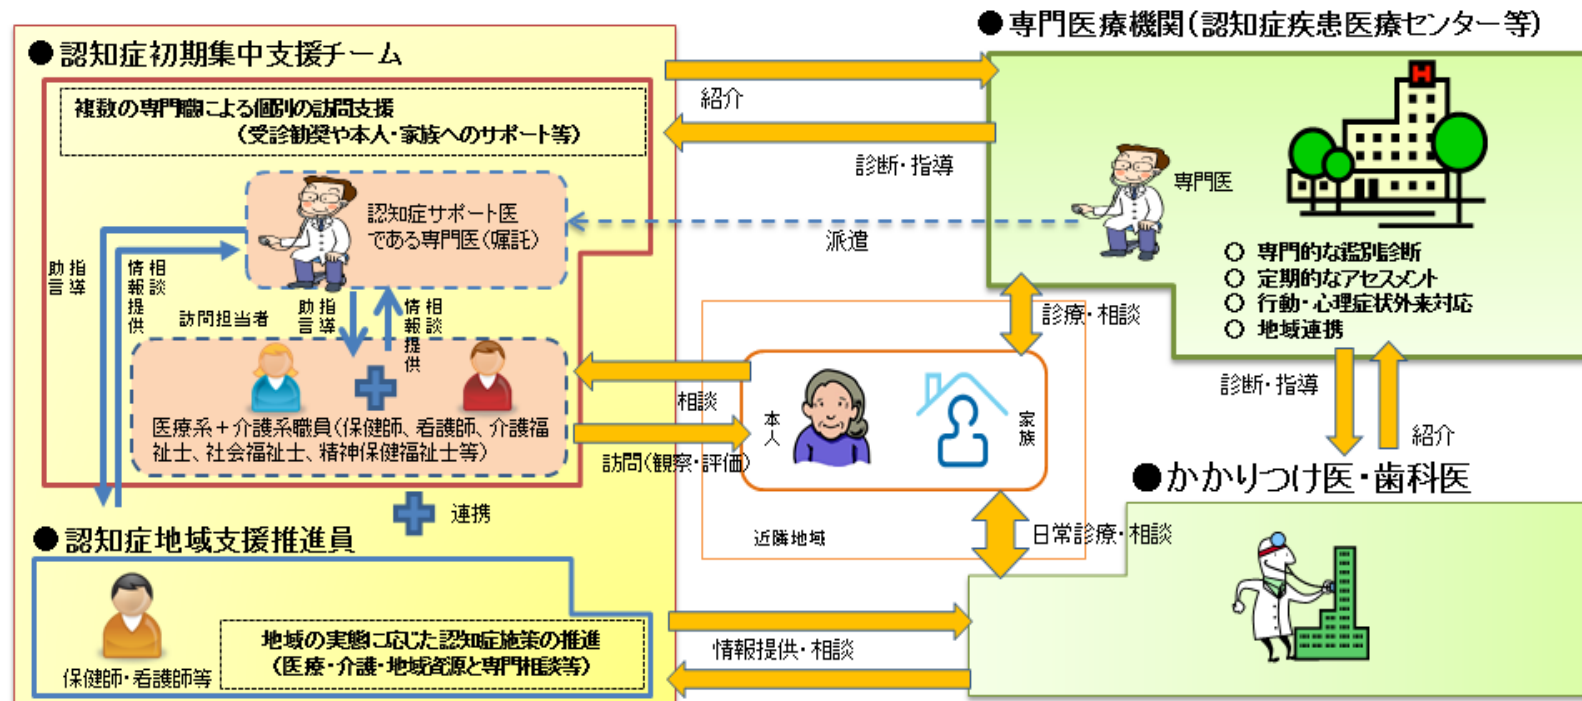 ●認知症初期集中支援チーム
複数の専門職による個別の訪問支援
（受診勧奨や本人・家族へのサポート等）
認知症サポート医
である専門医（嘱託）
指導
助言
相談
情報提供
訪問担当者
指導
助言
相談
情報提供
医療系＋介護系職員（保健師、看護師、介護福
祉士、社会福祉士、精神保健福祉士等）
連携
●認知症地域支援推進員
保健師・看護師等
地域の実態に応じた認知症施策の推進
（医療・介護・地域資源と専門相談等）
紹介
診断・指導
派遣
相談
訪問（観察・評価）
本人
家族
近隣地域
診療・相談
日常診療・相談
情報提供・相談
●専門医療機関（認知症疾患医療センター等）
専門医
○ 専門的な鑑別診断
○ 定期的なアセスメント
○ 行動・心理症状外来対応
○ 地域連携
診断・指導
紹介
●かかりつけ医・歯科医